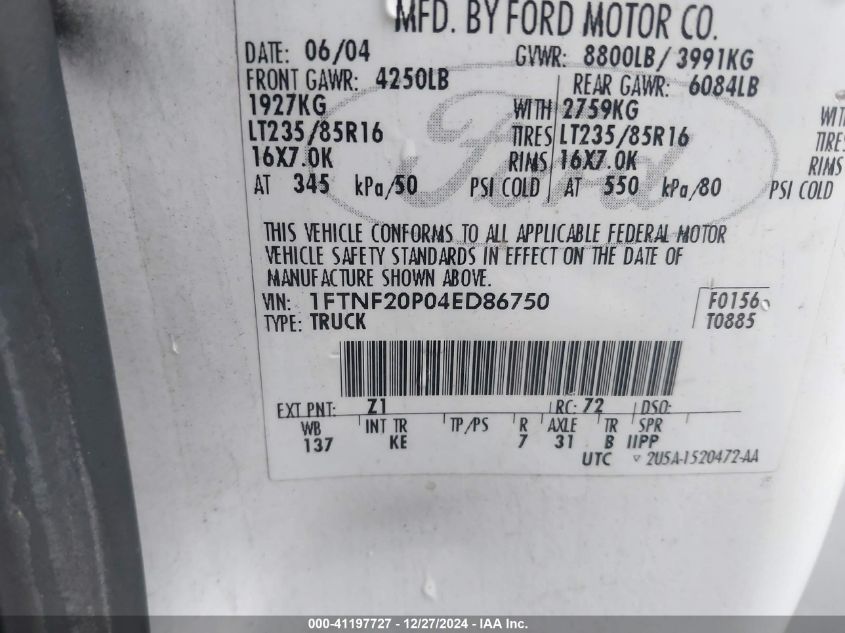 MFD. BY FORD MOTOR CO.
DATE: 06/04 GVWR: 8800LB/ 3991KG
FRONT GAWR: 4250LB REAR GAWR: 6084LB
1927KG WITH 2759KG WITH
LT235/85R16 TIRES LT235/85R16 TIRES
16X7.0K RIMS 16X7.0K RIMS
AT 345 kPa/50 PSI COLD AT 550 kPa/80 PSI COLD
Ford
THIS VEHICLE CONFORMS TO ALL APPLICABLE FEDERAL MOTOR
VEHICLE SAFETY STANDARDS IN EFFECT ON THE DATE OF
MANUFACTURE SHOWN ABOVE.
VIN: 1FTNF20P04ED86750 F0156
TYPE: TRUCK T0885
EXT PNT: Z1 RC: 72 DSO:
WB INT TR TP/PS R AXLE TR SPR
137 KE 7 31 B IIPP
UTC ▿ 2U5A-1520472-AA
000-41197727 - 12/27/2024 - IAA Inc.